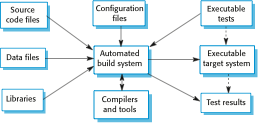 Source
code files
Configuration
files
Executable
tests
Data files
Automated
build system
Executable
target system
Libraries
Compilers
and tools
Test results